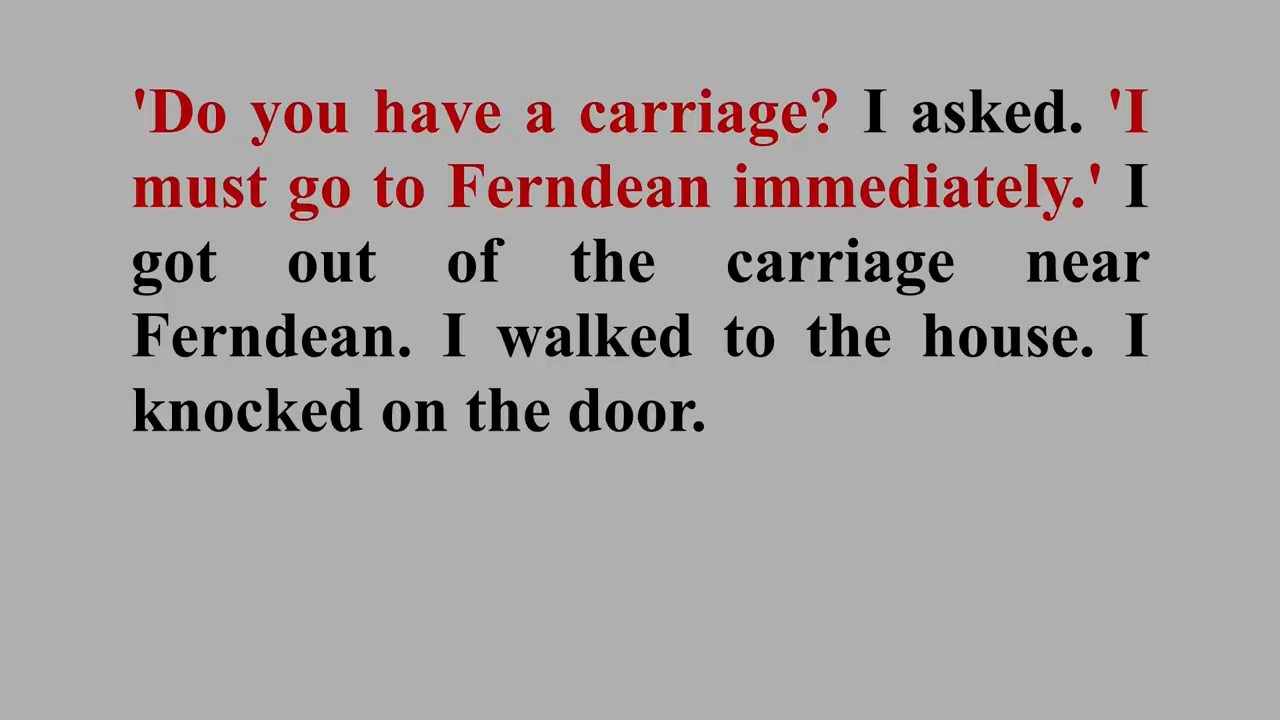 'Do you have a carriage? I asked. 'I
must go to Ferndean immediately.' I
got out of the carriage near
Ferndean. I walked to the house. I
knocked on the door.